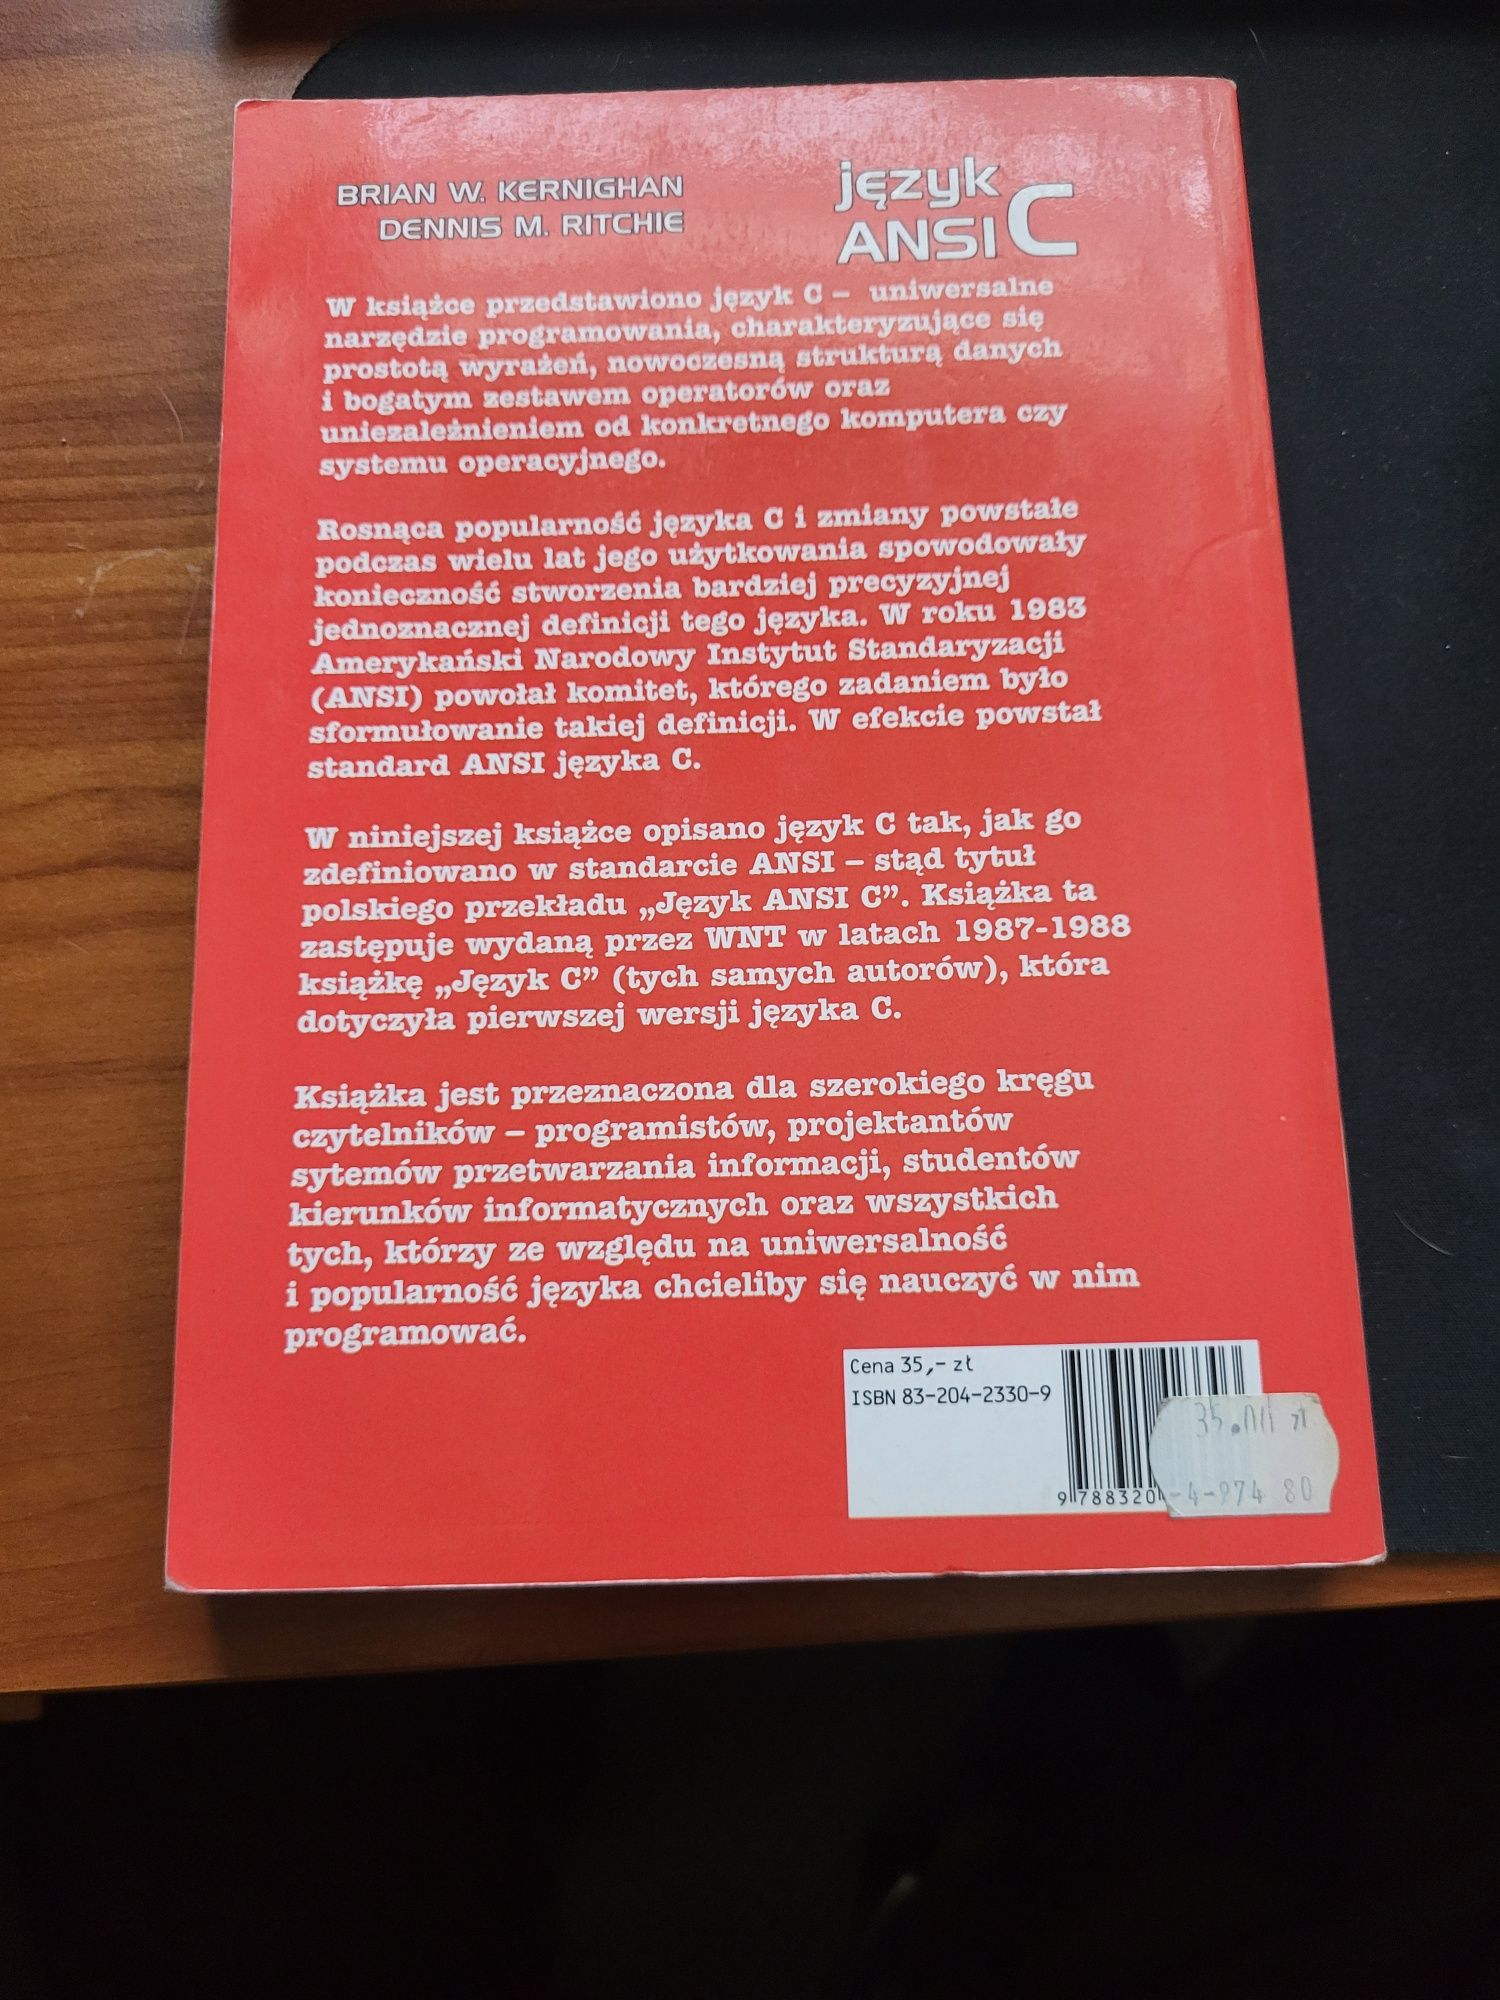 BRIAN W. KERNIGHAN
DENNIS M. RITCHIE
język
ANSI C
W książce przedstawiono język C – uniwersalne
narzędzie programowania, charakteryzujące się
prostotą wyrażeń, nowoczesną strukturą danych
i bogatym zestawem operatorów oraz
uniezależnieniem od konkretnego komputera czy
systemu operacyjnego.
Rosnąca popularność języka C i zmiany powstałe
podczas wielu lat jego użytkowania spowodowały
konieczność stworzenia bardziej precyzyjnej
jednoznacznej definicji tego języka. W roku 1983
Amerykański Narodowy Instytut Standaryzacji
(ANSI) powołał komitet, którego zadaniem było
sformułowanie takiej definicji. W efekcie powstał
standard ANSI języka C.
W niniejszej książce opisano język C tak, jak go
zdefiniowano w standarcie ANSI – stąd tytuł
polskiego przekładu „Język ANSI C”. Książka ta
zastępuje wydaną przez WNT w latach 1987-1988
książkę „Język C” (tych samych autorów), która
dotyczyła pierwszej wersji języka C.
Książka jest przeznaczona dla szerokiego kręgu
czytelników – programistów, projektantów
sytemów przetwarzania informacji, studentów
kierunków informatycznych oraz wszystkich
tych, którzy ze względu na uniwersalność
i popularność języka chcieliby się nauczyć w nim
programować.
Cena 35,- zł
ISBN 83-204-2330-9
9 788320